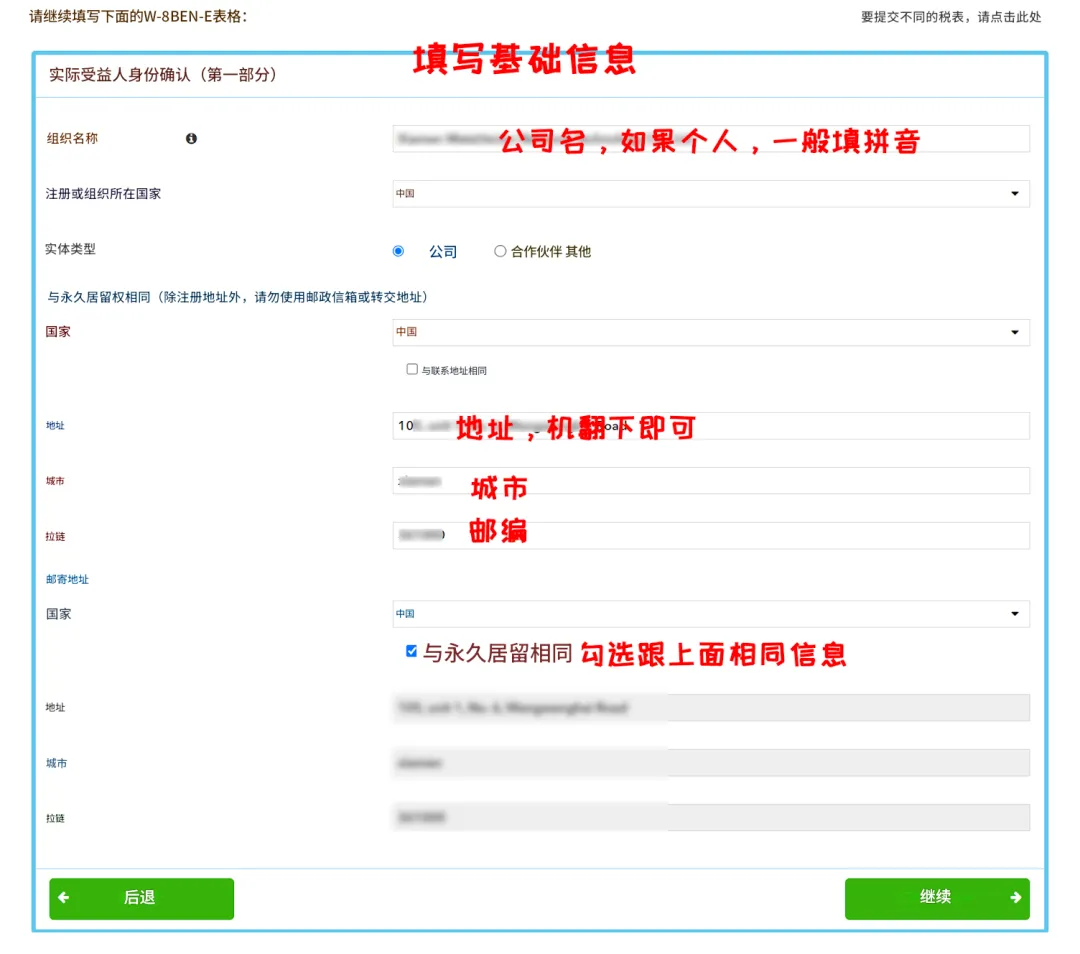 请继续填写下面的W-8BEN-E表格：
要提交不同的税表，请点击此处
填写基础信息
实际受益人身份确认（第一部分）
组织名称
公司名，如果个人，一般填拼音
注册或组织所在国家
中国
实体类型
公司
合作伙伴 其他
与永久居留权相同（除注册地址外，请勿使用邮政信箱或转交地址）
国家
中国
与联系地址相同
地址
地址，机翻下即可
城市
城市
拉链
邮编
邮寄地址
国家
中国
与永久居留相同
勾选跟上面相同信息
地址
城市
拉链
后退
继续